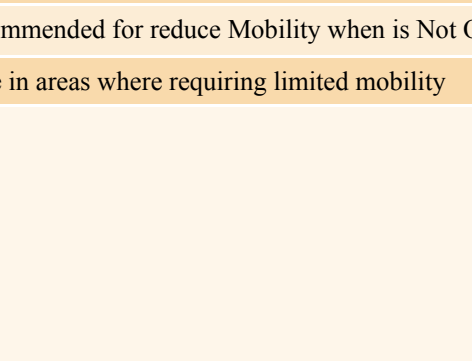 mmended for reduce Mobility when is Not
e in areas where requiring limited mobility